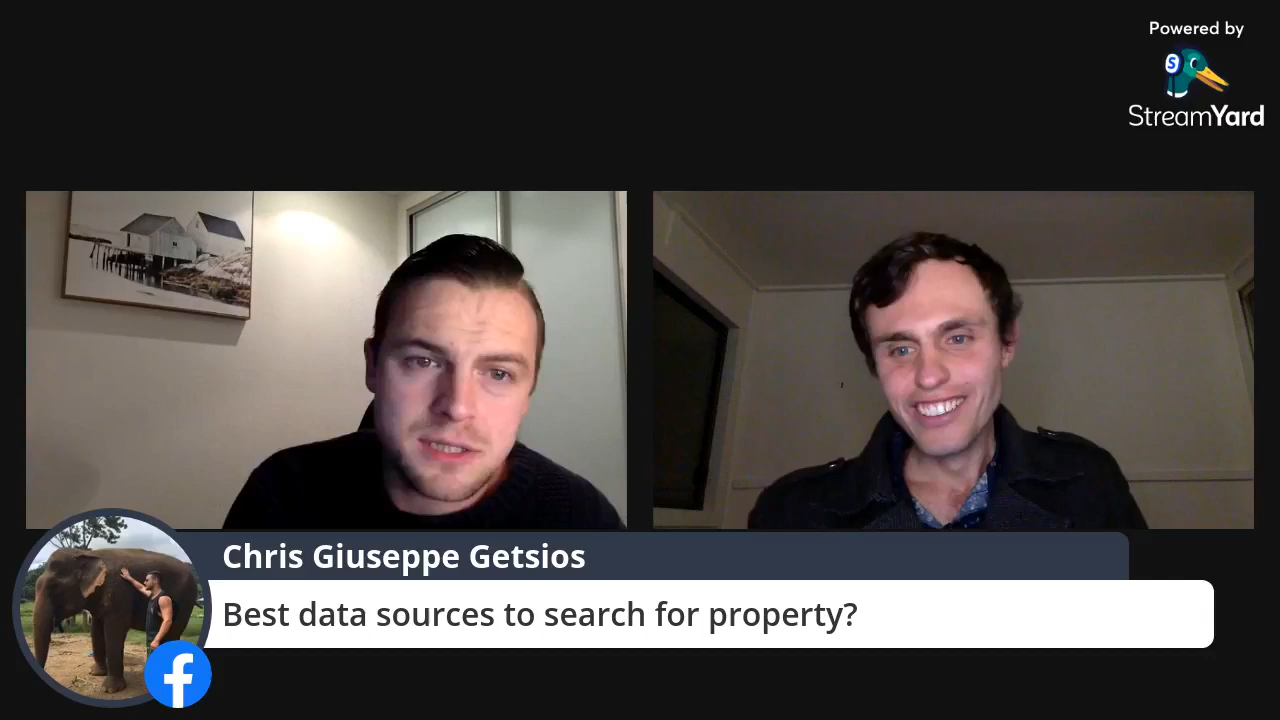 Powered by
StreamYard
Chris Giuseppe Getsios
Best data sources to search for property?